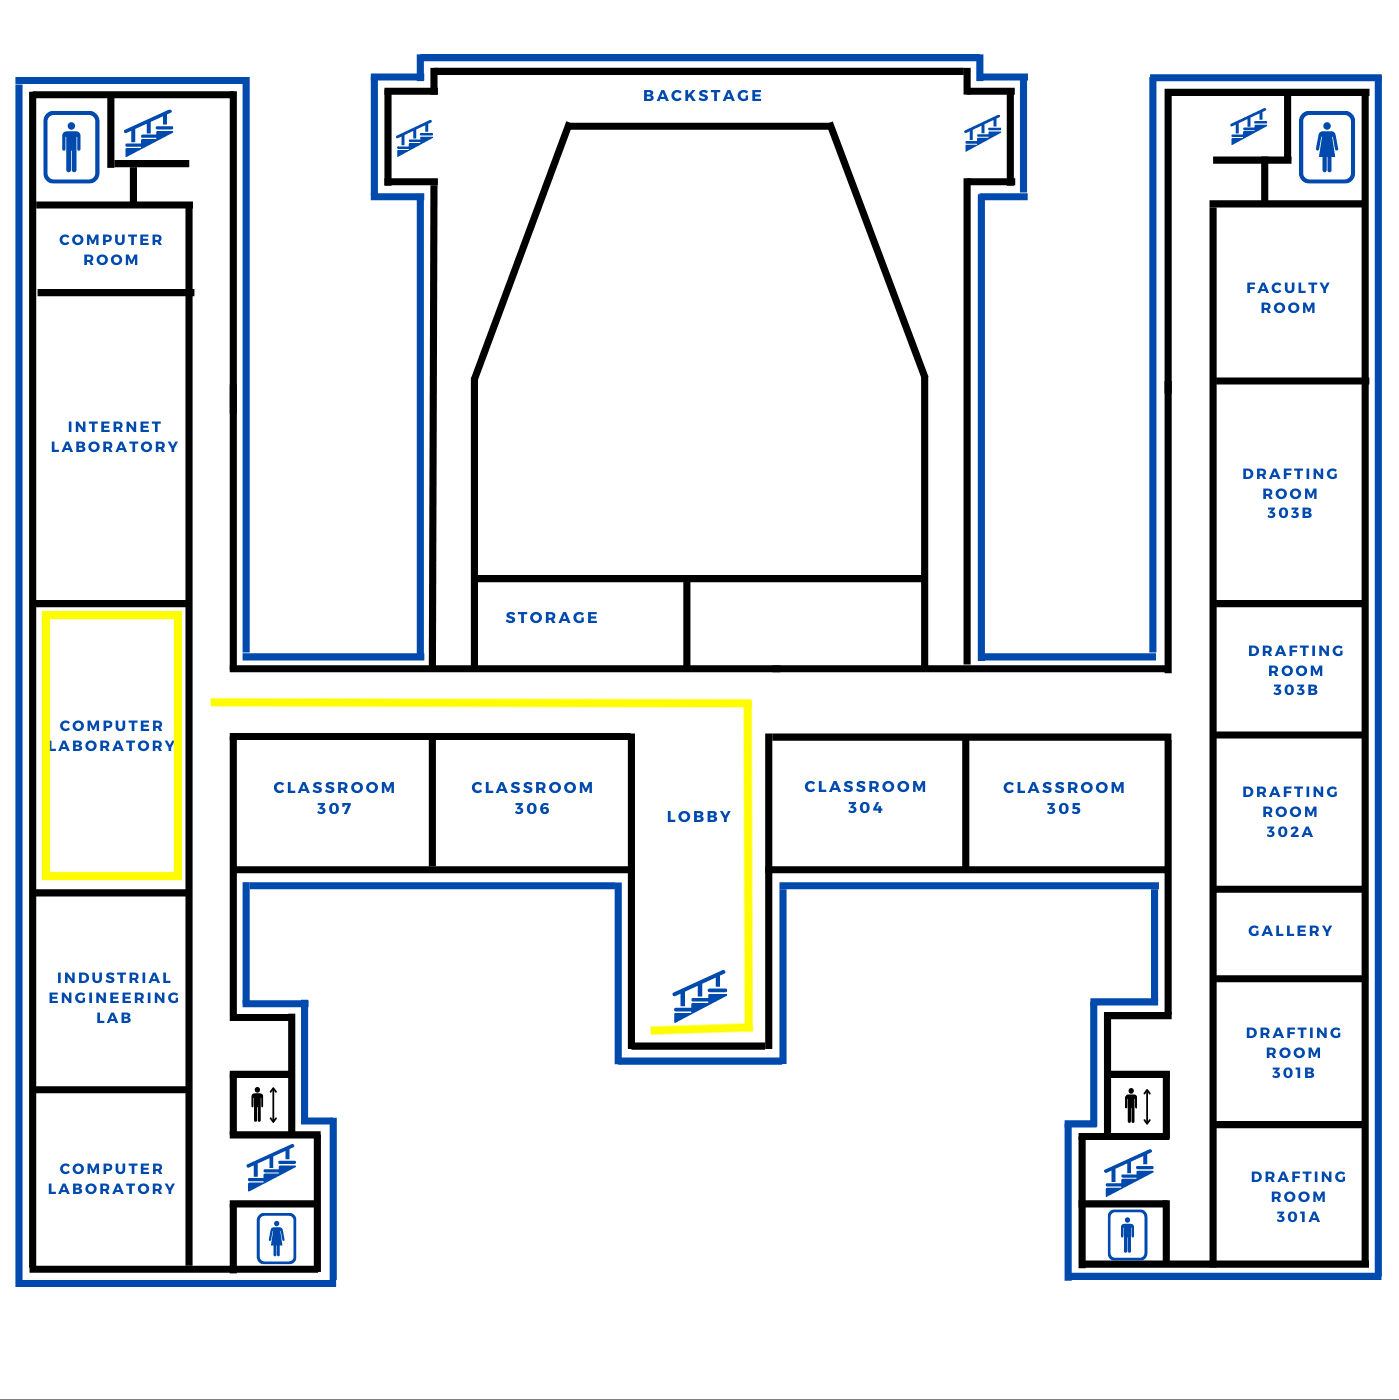 BACKSTAGE
COMPUTER
ROOM
INTERNET
LABORATORY
COMPUTER
LABORATORY
INDUSTRIAL
ENGINEERING
LAB
COMPUTER
LABORATORY
STORAGE
CLASSROOM
307
CLASSROOM
306
LOBBY
CLASSROOM
304
CLASSROOM
305
FACULTY
ROOM
DRAFTING
ROOM
303B
DRAFTING
ROOM
303B
DRAFTING
ROOM
302A
GALLERY
DRAFTING
ROOM
301B
DRAFTING
ROOM
301A